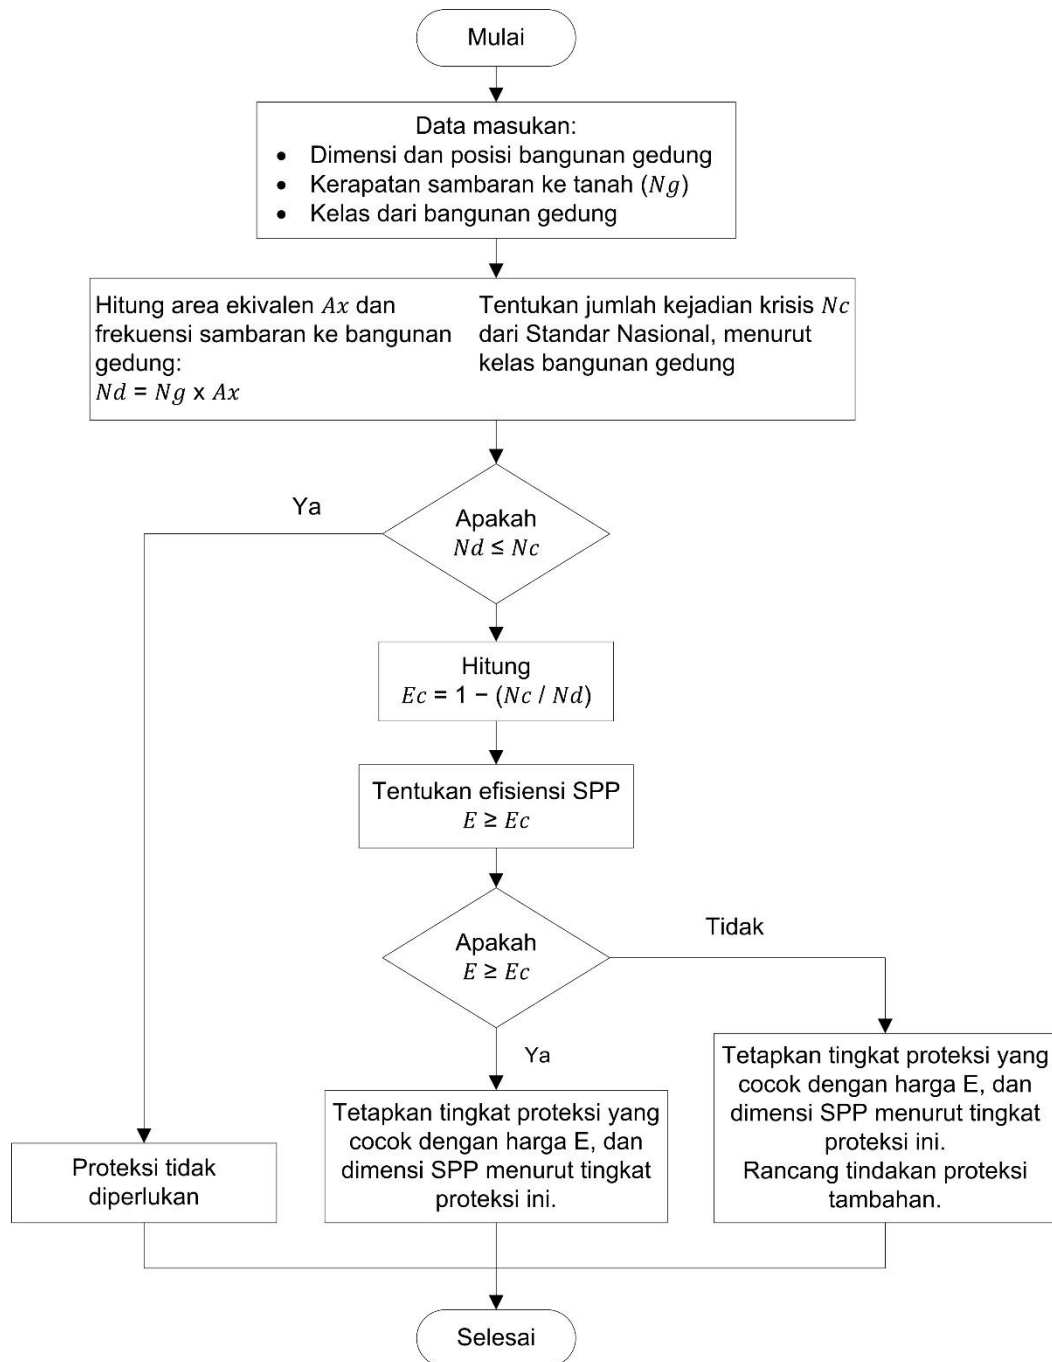 Mulai
Data masukan:
• Dimensi dan posisi bangunan gedung
• Kerapatan sambaran ke tanah (Ng)
• Kelas dari bangunan gedung
Hitung area ekivalen Ax dan
frekuensi sambaran ke bangunan
gedung:
Nd = Ng x Ax
Tentukan jumlah kejadian krisis Nc
dari Standar Nasional, menurut
kelas bangunan gedung
Ya
Apakah
Nd ≤ Nc
Hitung
Ec = 1 − (Nc / Nd)
Tentukan efisiensi SPP
E ≥ Ec
Apakah
E ≥ Ec
Tidak
Ya
Proteksi tidak
diperlukan
Tetapkan tingkat proteksi yang
cocok dengan harga E, dan
dimensi SPP menurut tingkat
proteksi ini.
Tetapkan tingkat proteksi yang
cocok dengan harga E, dan
dimensi SPP menurut tingkat
proteksi ini.
Rancang tindakan proteksi
tambahan.
Selesai